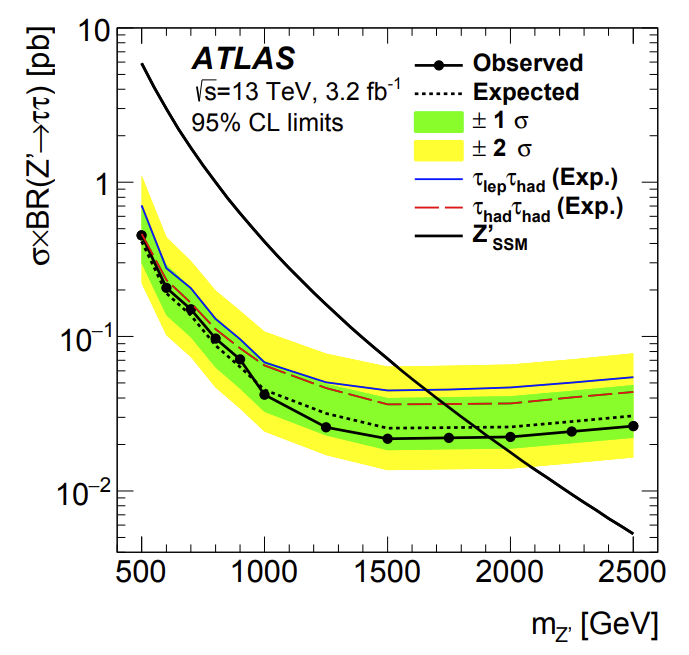 σ×BR(Z'→ττ) [pb]
10
1
10⁻¹
10⁻²
ATLAS
√s=13 TeV, 3.2 fb⁻¹
95% CL limits
Observed
Expected
± 1 σ
± 2 σ
τlepτhad (Exp.)
τhadτhad (Exp.)
Z'SSM
500 1000 1500 2000 2500
mZ' [GeV]